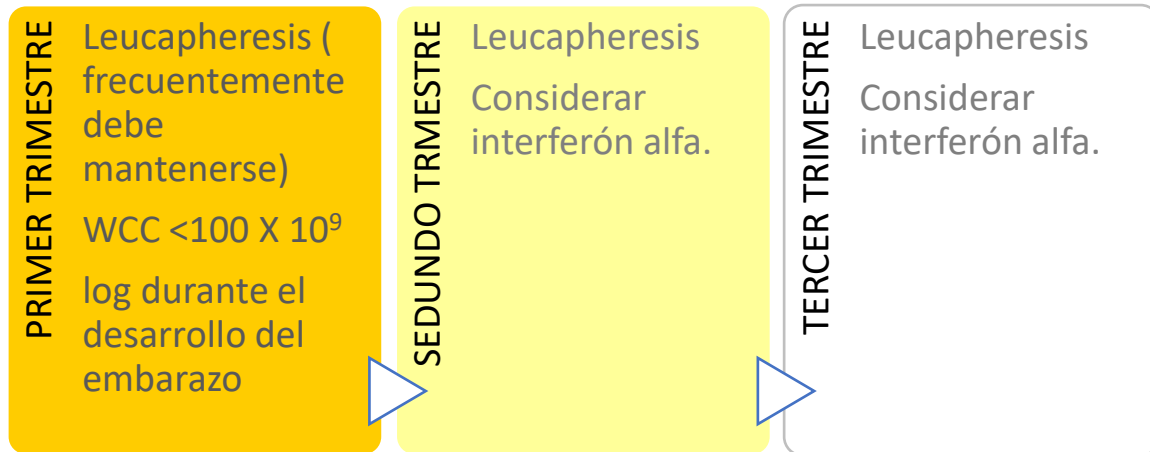 PRIMER TRIMESTRE
Leucapheresis (
frecuentemente
debe
mantenerse)
WCC <100 X 10⁹
log durante el
desarrollo del
embarazo
SEDUNDO TRMESTRE
Leucapheresis
Considerar
interferón alfa.
TERCER TRIMESTRE
Leucapheresis
Considerar
interferón alfa.